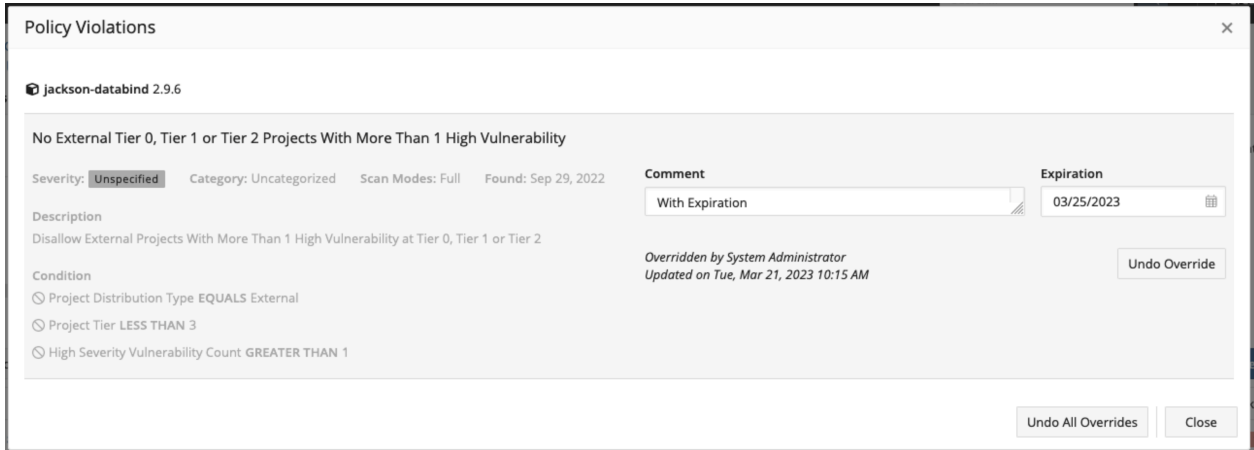 Policy Violations
jackson-databind 2.9.6
No External Tier 0, Tier 1 or Tier 2 Projects With More Than 1 High Vulnerability
Severity: Unspecified Category: Uncategorized Scan Modes: Full Found: Sep 29, 2022
Description
Disallow External Projects With More Than 1 High Vulnerability at Tier 0, Tier 1 or Tier 2
Condition
Project Distribution Type EQUALS External
Project Tier LESS THAN 3
High Severity Vulnerability Count GREATER THAN 1
Comment
With Expiration
Expiration
03/25/2023
Overridden by System Administrator
Updated on Tue, Mar 21, 2023 10:15 AM
Undo Override
Undo All Overrides
Close